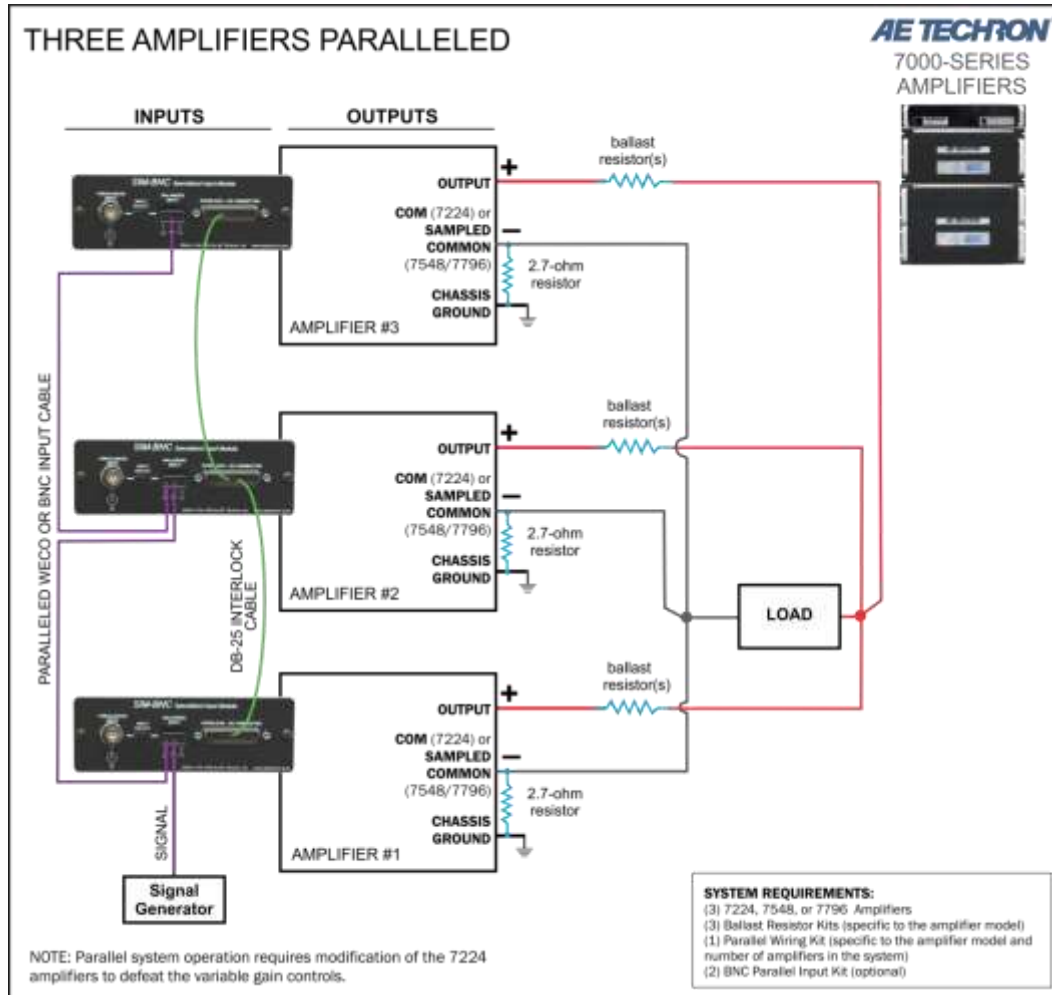 THREE AMPLIFIERS PARALLELED
AE TECHRON
7000-SERIES
AMPLIFIERS
INPUTS
OUTPUTS
SIM-BNC
OUTPUT
+
COM (7224) or
SAMPLED
–
COMMON
(7548/7796)
CHASSIS
GROUND
AMPLIFIER #3
ballast
resistor(s)
2.7-ohm
resistor
PARALLELED WECO OR BNC INPUT CABLE
SIM-BNC
OUTPUT
+
COM (7224) or
SAMPLED
–
COMMON
(7548/7796)
CHASSIS
GROUND
AMPLIFIER #2
ballast
resistor(s)
2.7-ohm
resistor
DB-25 INTERLOCK
CABLE
LOAD
SIM-BNC
OUTPUT
+
COM (7224) or
SAMPLED
–
COMMON
(7548/7796)
CHASSIS
GROUND
AMPLIFIER #1
ballast
resistor(s)
2.7-ohm
resistor
SIGNAL
Signal
Generator
NOTE: Parallel system operation requires modification of the 7224
amplifiers to defeat the variable gain controls.
SYSTEM REQUIREMENTS:
(3) 7224, 7548, or 7796 Amplifiers
(3) Ballast Resistor Kits (specific to the amplifier model)
(1) Parallel Wiring Kit (specific to the amplifier model and
number of amplifiers in the system)
(2) BNC Parallel Input Kit (optional)